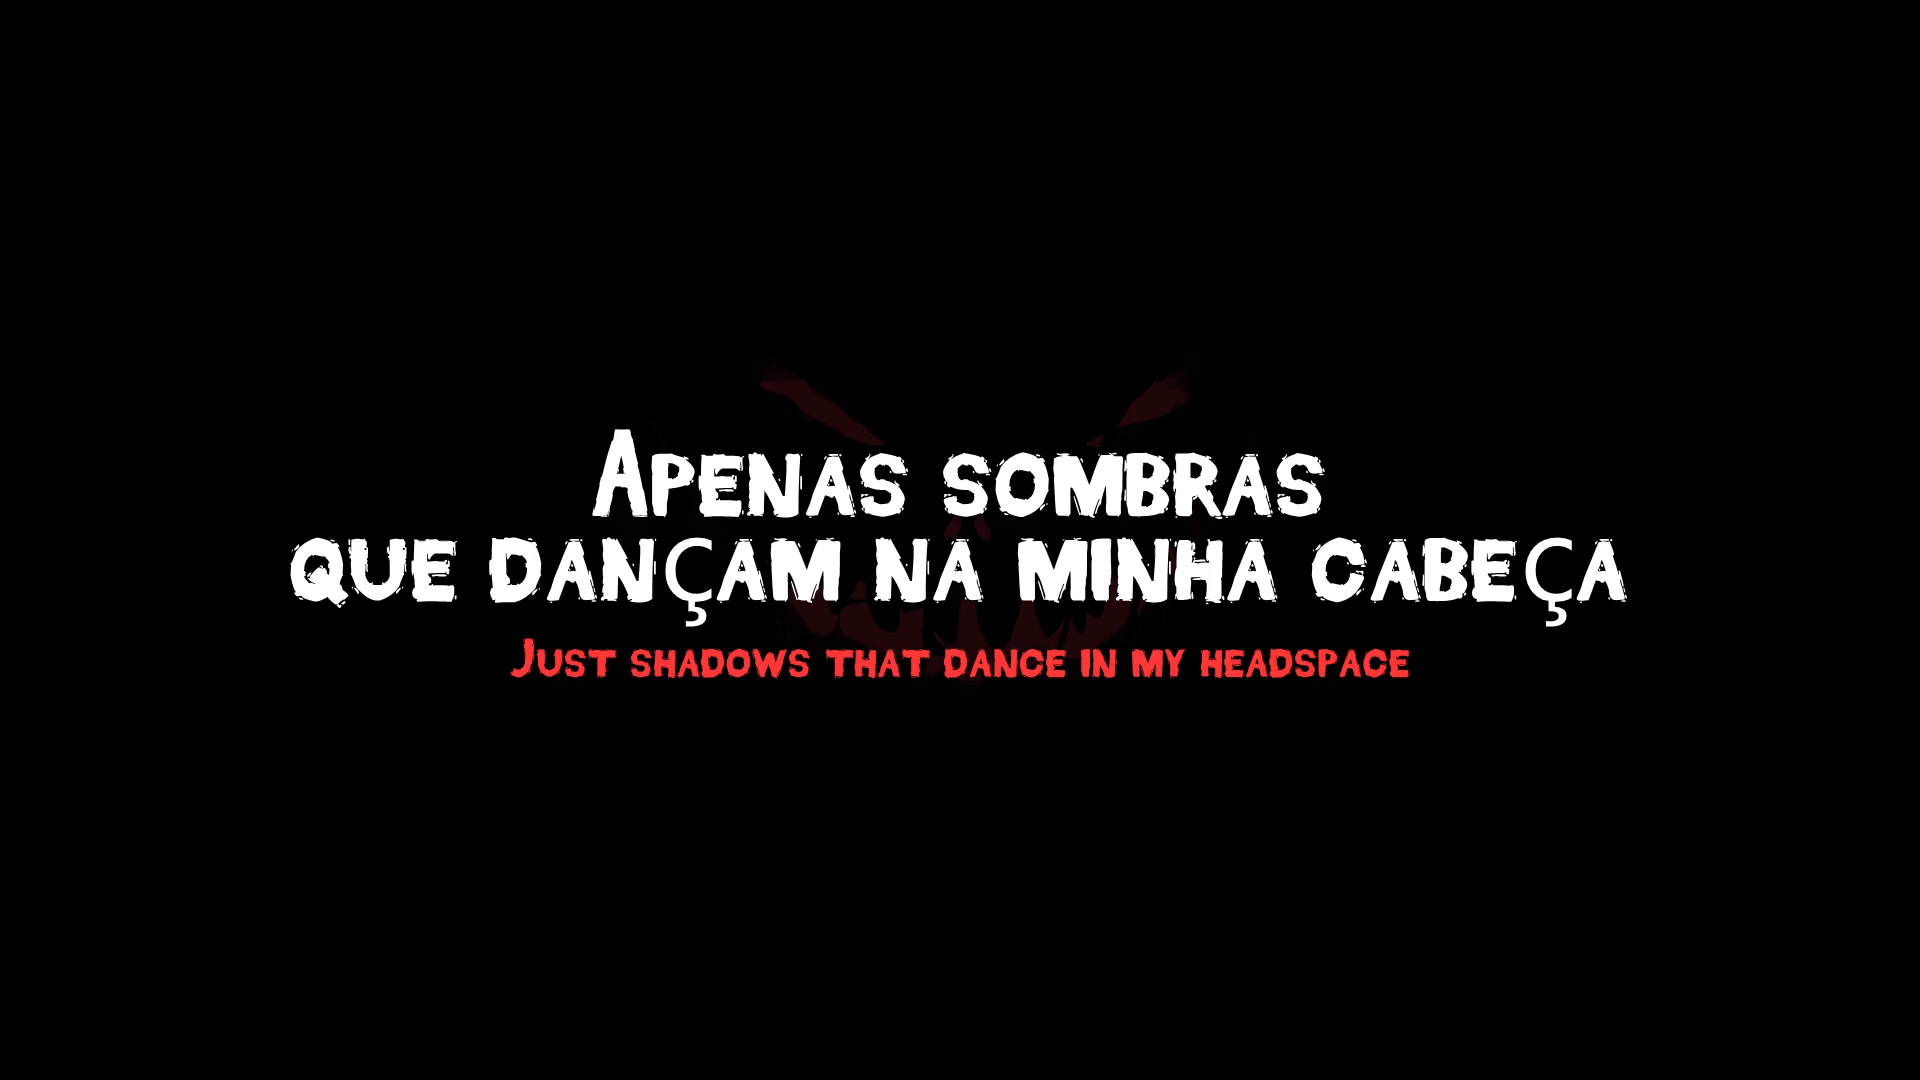 Apenas sombras
que dançam na minha cabeça
Just shadows that dance in my headspace